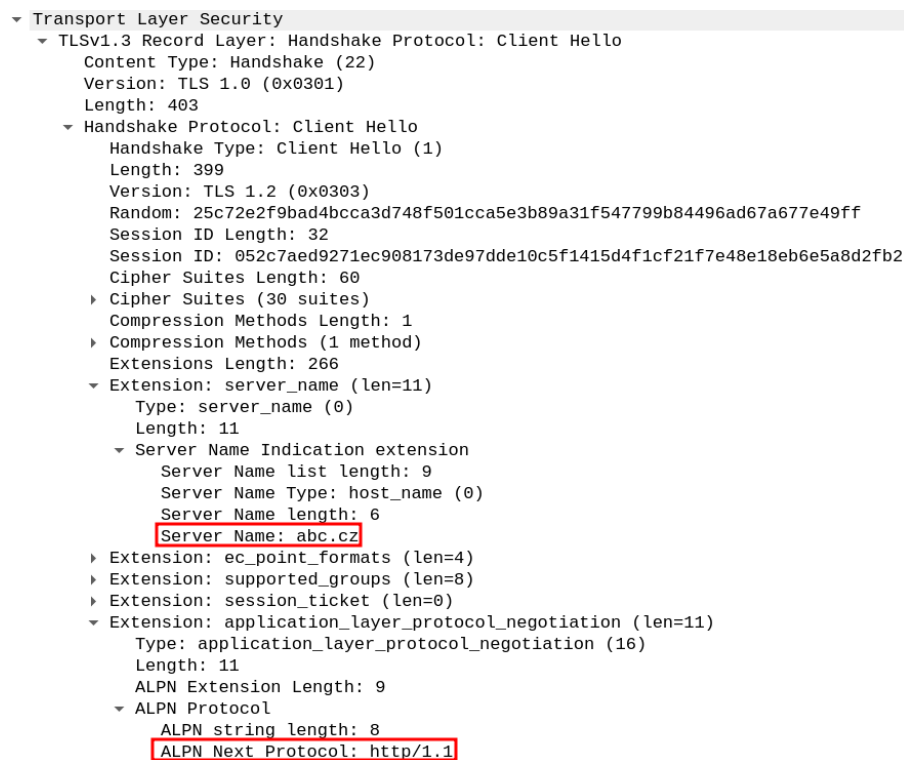 Transport Layer Security
TLSv1.3 Record Layer: Handshake Protocol: Client Hello
Content Type: Handshake (22)
Version: TLS 1.0 (0x0301)
Length: 403
Handshake Protocol: Client Hello
Handshake Type: Client Hello (1)
Length: 399
Version: TLS 1.2 (0x0303)
Random: 25c72e2f9bad4bcca3d748f501cca5e3b89a31f547799b84496ad67a677e49ff
Session ID Length: 32
Session ID: 052c7aed9271ec908173de97dde10c5f1415d4f1cf21f7e48e18eb6e5a8d2fb2
Cipher Suites Length: 60
Cipher Suites (30 suites)
Compression Methods Length: 1
Compression Methods (1 method)
Extensions Length: 266
Extension: server_name (len=11)
Type: server_name (0)
Length: 11
Server Name Indication extension
Server Name list length: 9
Server Name Type: host_name (0)
Server Name length: 6
Server Name: abc.cz
Extension: ec_point_formats (len=4)
Extension: supported_groups (len=8)
Extension: session_ticket (len=0)
Extension: application_layer_protocol_negotiation (len=11)
Type: application_layer_protocol_negotiation (16)
Length: 11
ALPN Extension Length: 9
ALPN Protocol
ALPN string length: 8
ALPN Next Protocol: http/1.1